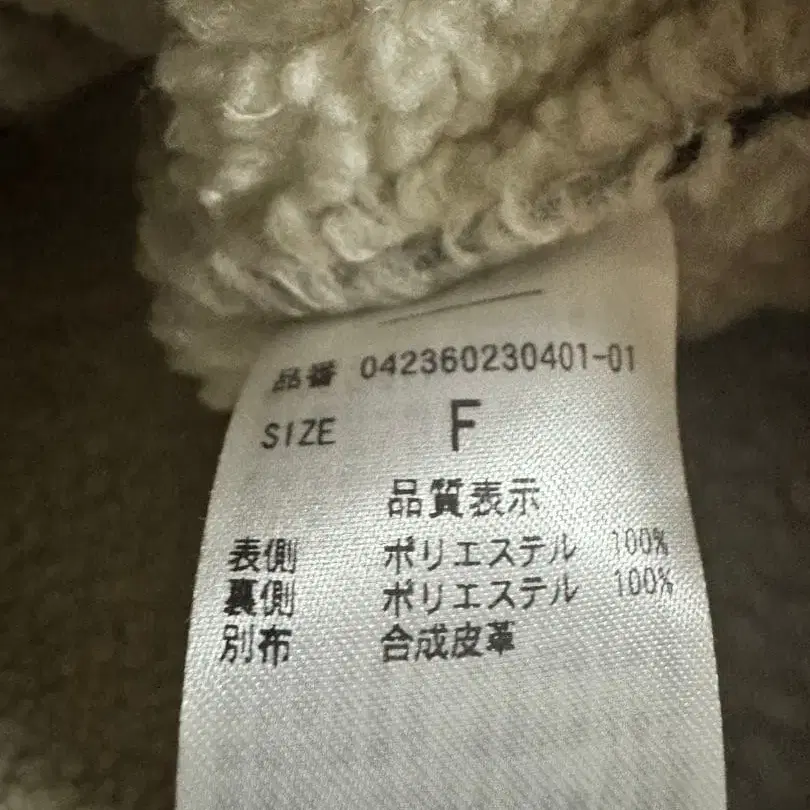 品番 042360230401-01
SIZE F
品質表示
表側 ポリエステル 100%
裏側 ポリエステル 100%
別布 合成皮革